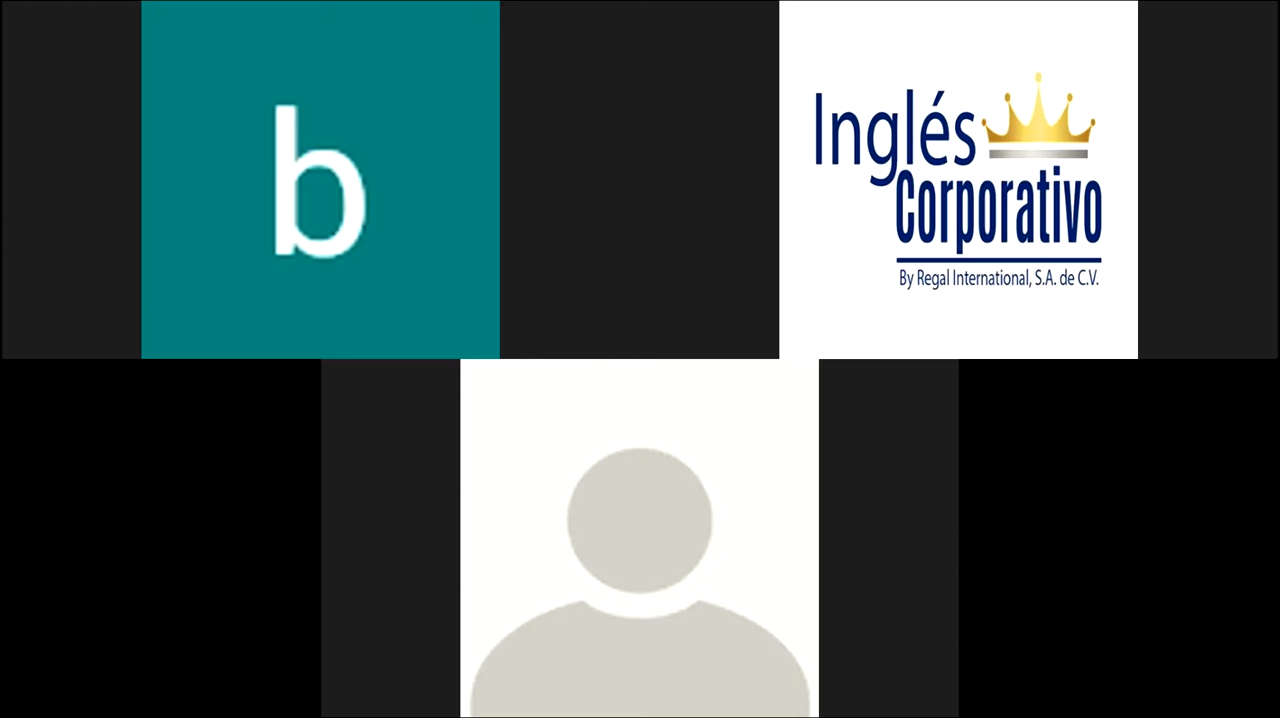 b
Inglés
Corporativo
By Regal International, S.A. de C.V.